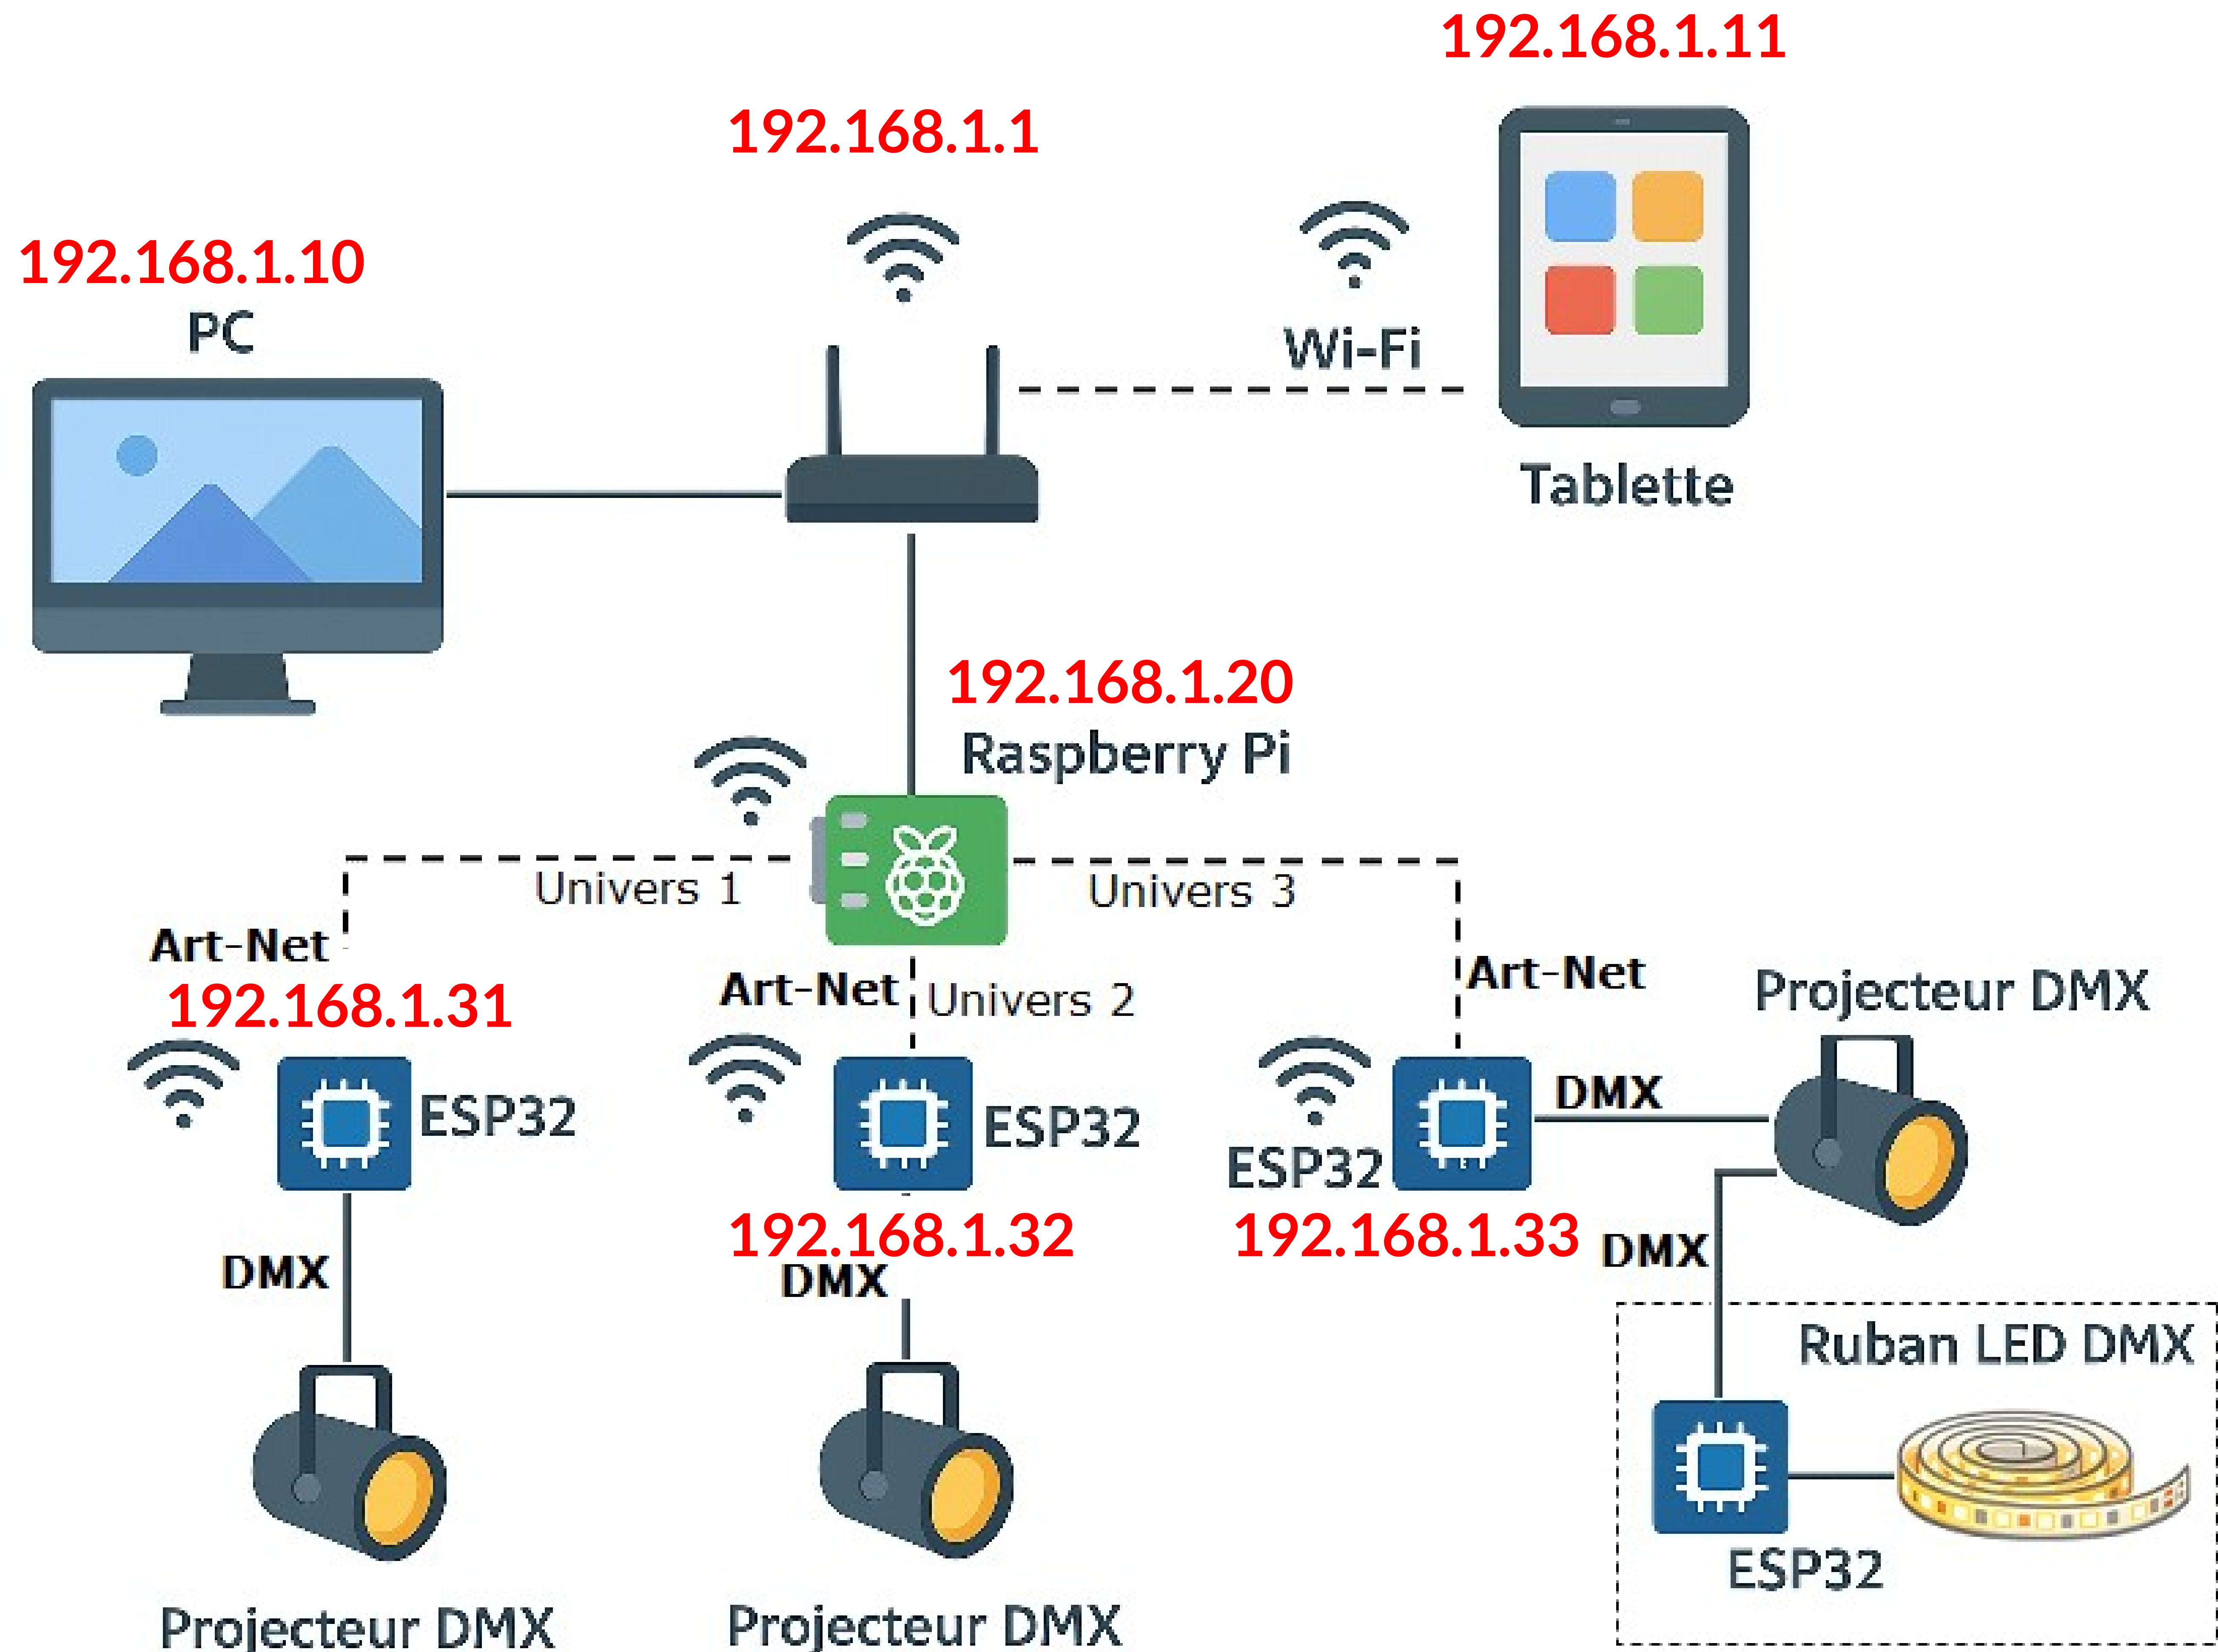 192.168.1.11
192.168.1.1
192.168.1.10
PC
Wi-Fi
Tablette
192.168.1.20
Raspberry Pi
Univers 1
Univers 3
Art-Net
192.168.1.31
Art-Net
Univers 2
Art-Net
Projecteur DMX
ESP32
ESP32
ESP32
DMX
192.168.1.32
192.168.1.33
DMX
DMX
DMX
Ruban LED DMX
ESP32
Projecteur DMX
Projecteur DMX